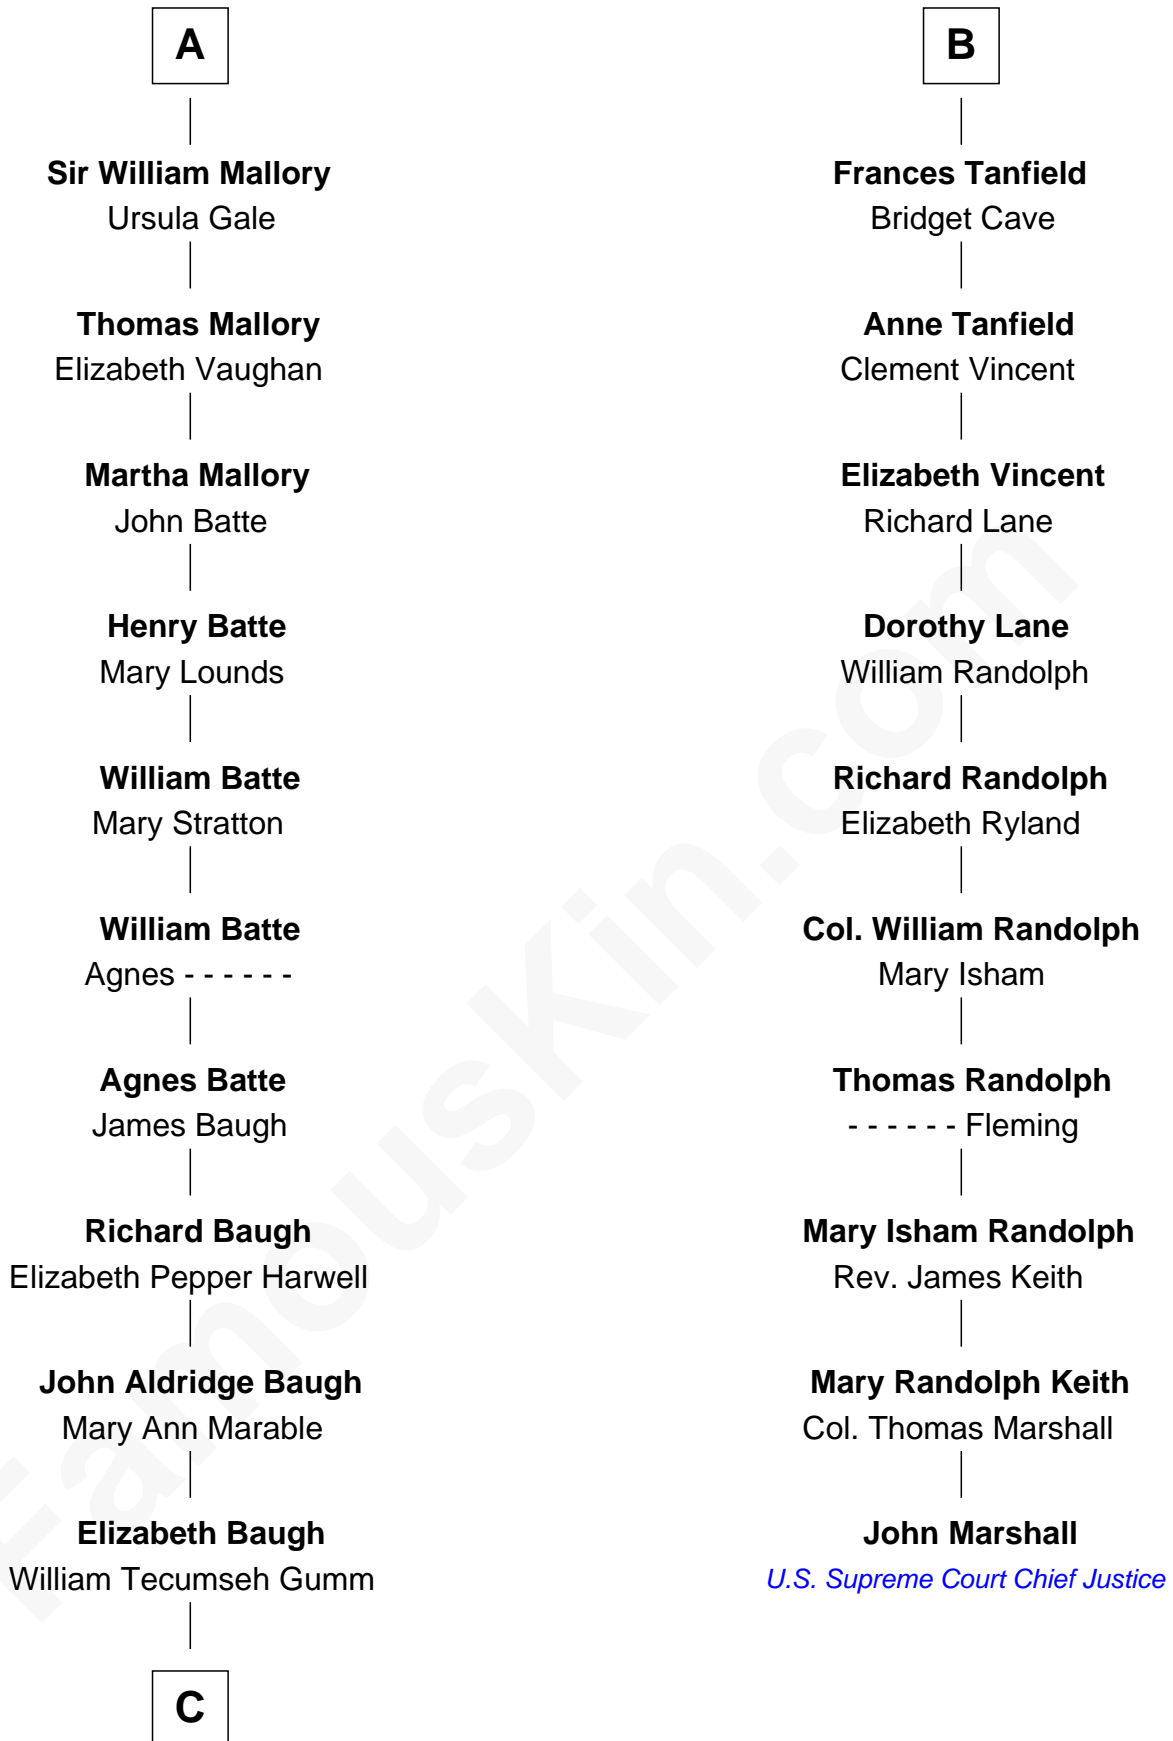 A
Sir William Mallory
Ursula Gale
Thomas Mallory
Elizabeth Vaughan
Martha Mallory
John Batte
Henry Batte
Mary Lounds
William Batte
Mary Stratton
William Batte
Agnes - - - - - -
Agnes Batte
James Baugh
Richard Baugh
Elizabeth Pepper Harwell
John Aldridge Baugh
Mary Ann Marable
Elizabeth Baugh
William Tecumseh Gumm
C
B
Frances Tanfield
Bridget Cave
Anne Tanfield
Clement Vincent
Elizabeth Vincent
Richard Lane
Dorothy Lane
William Randolph
Richard Randolph
Elizabeth Ryland
Col. William Randolph
Mary Isham
Thomas Randolph
- - - - - - Fleming
Mary Isham Randolph
Rev. James Keith
Mary Randolph Keith
Col. Thomas Marshall
John Marshall
U.S. Supreme Court Chief Justice
FamousKin.com